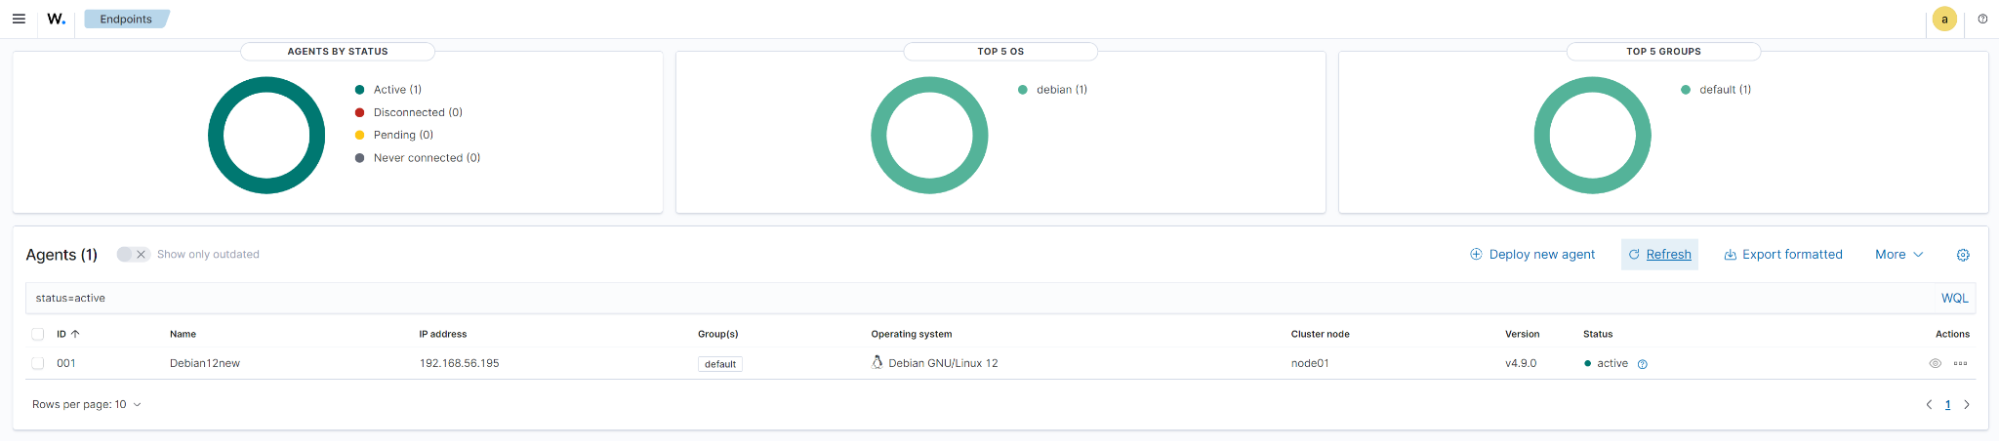 W. Endpoints a
AGENTS BY STATUS
Active (1)
Disconnected (0)
Pending (0)
Never connected (0)
TOP 5 OS
debian (1)
TOP 5 GROUPS
default (1)
Agents (1) Show only outdated Deploy new agent Refresh Export formatted More
status=active WQL
ID Name IP address Group(s) Operating system Cluster node Version Status Actions
001 Debian12new 192.168.56.195 default Debian GNU/Linux 12 node01 v4.9.0 active
Rows per page: 10 1